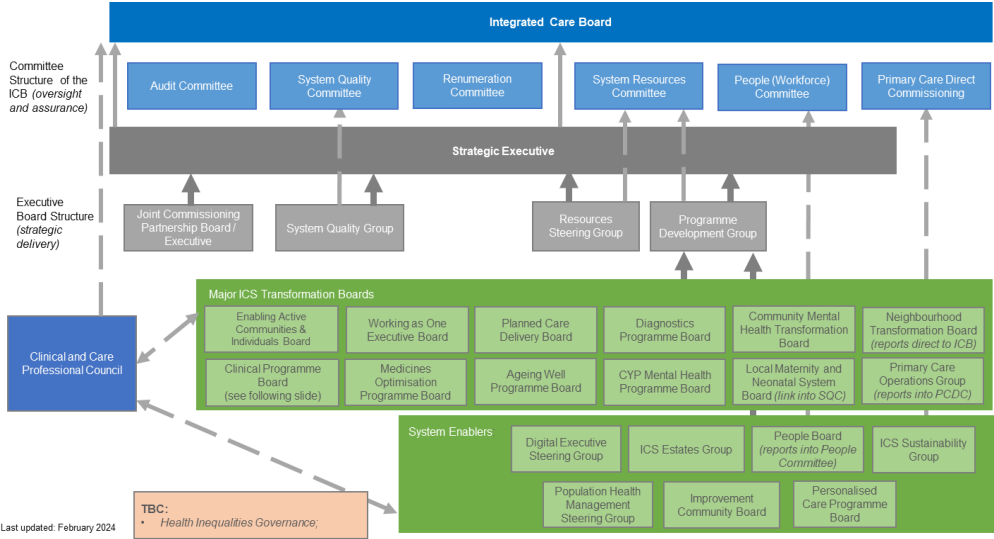 Integrated Care Board
Committee
Structure of the
ICB (oversight
and assurance)
Audit Committee
System Quality
Committee
Renumeration
Committee
System Resources
Committee
People (Workforce)
Committee
Primary Care Direct
Commissioning
Strategic Executive
Executive
Board Structure
(strategic
delivery)
Joint Commissioning
Partnership Board /
Executive
System Quality Group
Resources
Steering Group
Programme
Development Group
Major ICS Transformation Boards
Enabling Active
Communities &
Individuals Board
Working as One
Executive Board
Planned Care
Delivery Board
Diagnostics
Programme Board
Community Mental
Health Transformation
Board
Neighbourhood
Transformation Board
(reports direct to ICB)
Clinical and Care
Professional Council
Clinical Programme
Board
(see following slide)
Medicines
Optimisation
Programme Board
Ageing Well
Programme Board
CYP Mental Health
Programme Board
Local Maternity and
Neonatal System
Board (link into SQC)
Primary Care
Operations Group
(reports into PCDC)
System Enablers
Digital Executive
Steering Group
ICS Estates Group
People Board
(reports into People
Committee)
ICS Sustainability
Group
Population Health
Management
Steering Group
Improvement
Community Board
Personalised
Care Programme
Board
TBC:
• Health Inequalities Governance;
Last updated: February 2024